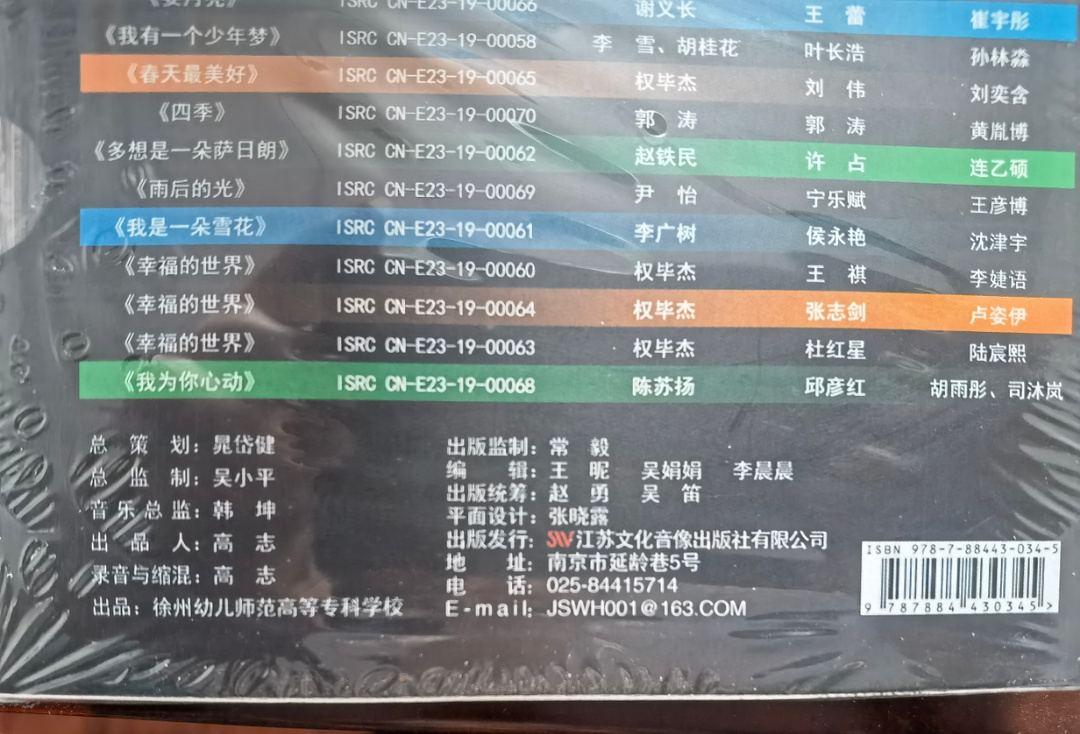 ISRC CN-E23-19-00066 谢义长 王 蕾 崔宇彤
《我有一个少年梦》 ISRC CN-E23-19-00058 李 雪、胡桂花 叶长浩 孙林淼
《春天最美好》 ISRC CN-E23-19-00065 权毕杰 刘 伟 刘奕含
《四季》 ISRC CN-E23-19-00070 郭 涛 郭 涛 黄胤博
《多想是一朵萨日朗》 ISRC CN-E23-19-00062 赵铁民 许 占 连乙硕
《雨后的光》 ISRC CN-E23-19-00069 尹 怡 宁乐赋 王彦博
《我是一朵雪花》 ISRC CN-E23-19-00061 李广树 侯永艳 沈津宇
《幸福的世界》 ISRC CN-E23-19-00060 权毕杰 王 祺 李婕语
《幸福的世界》 ISRC CN-E23-19-00064 权毕杰 张志剑 卢姿伊
《幸福的世界》 ISRC CN-E23-19-00063 权毕杰 杜红星 陆宸熙
《我为你心动》 ISRC CN-E23-19-00068 陈苏扬 邱彦红 胡雨彤、司沐岚
总 策 划：晁岱健
总 监 制：吴小平
音乐总监：韩 坤
出 品 人：高 志
录音与缩混：高 志
出品：徐州幼儿师范高等专科学校
出版监制：常 毅
编 辑：王 昵 吴娟娟 李晨晨
出版统筹：赵 勇 吴 笛
平面设计：张晓露
出版发行：江苏文化音像出版社有限公司
地 址：南京市延龄巷5号
电 话：025-84415714
E-mail：JSWH001@163.COM
ISBN 978-7-88443-034-5
9 787884 430345 >